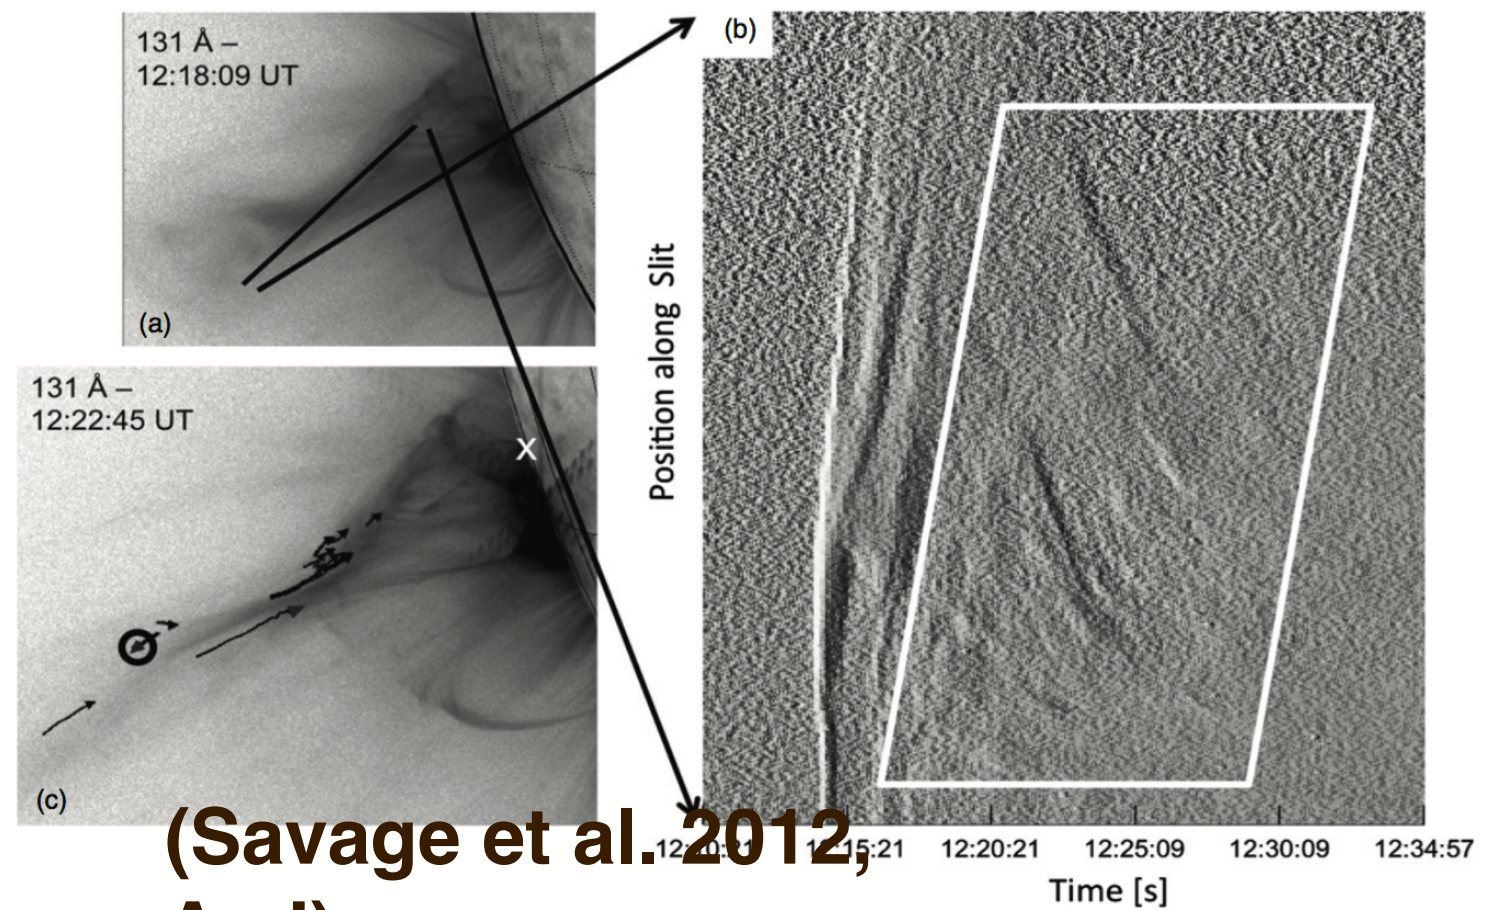 131 Å –
12:18:09 UT
(a)
(b)
131 Å –
12:22:45 UT
X
(c)
Position along Slit
12:15:21 12:20:21 12:25:09 12:30:09 12:34:57
Time [s]
(Savage et al. 2012,